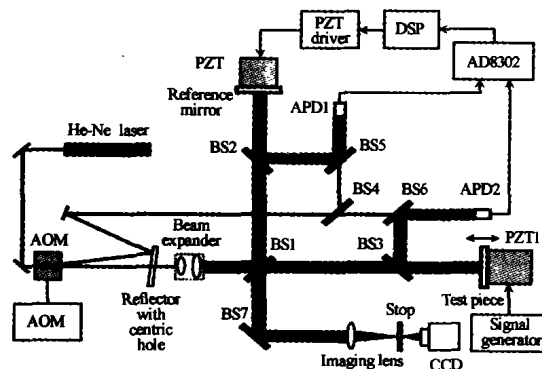 PZT
driver
DSP
AD8302
PZT
Reference
mirror
APD1
He-Ne laser
BS2
BS5
BS4
BS6
APD2
AOM
Beam
expander
BS1
BS3
PZT1
Reflector
with
centric
hole
AOM
BS7
Test piece
Stop
Signal
generator
Imaging lens
CCD